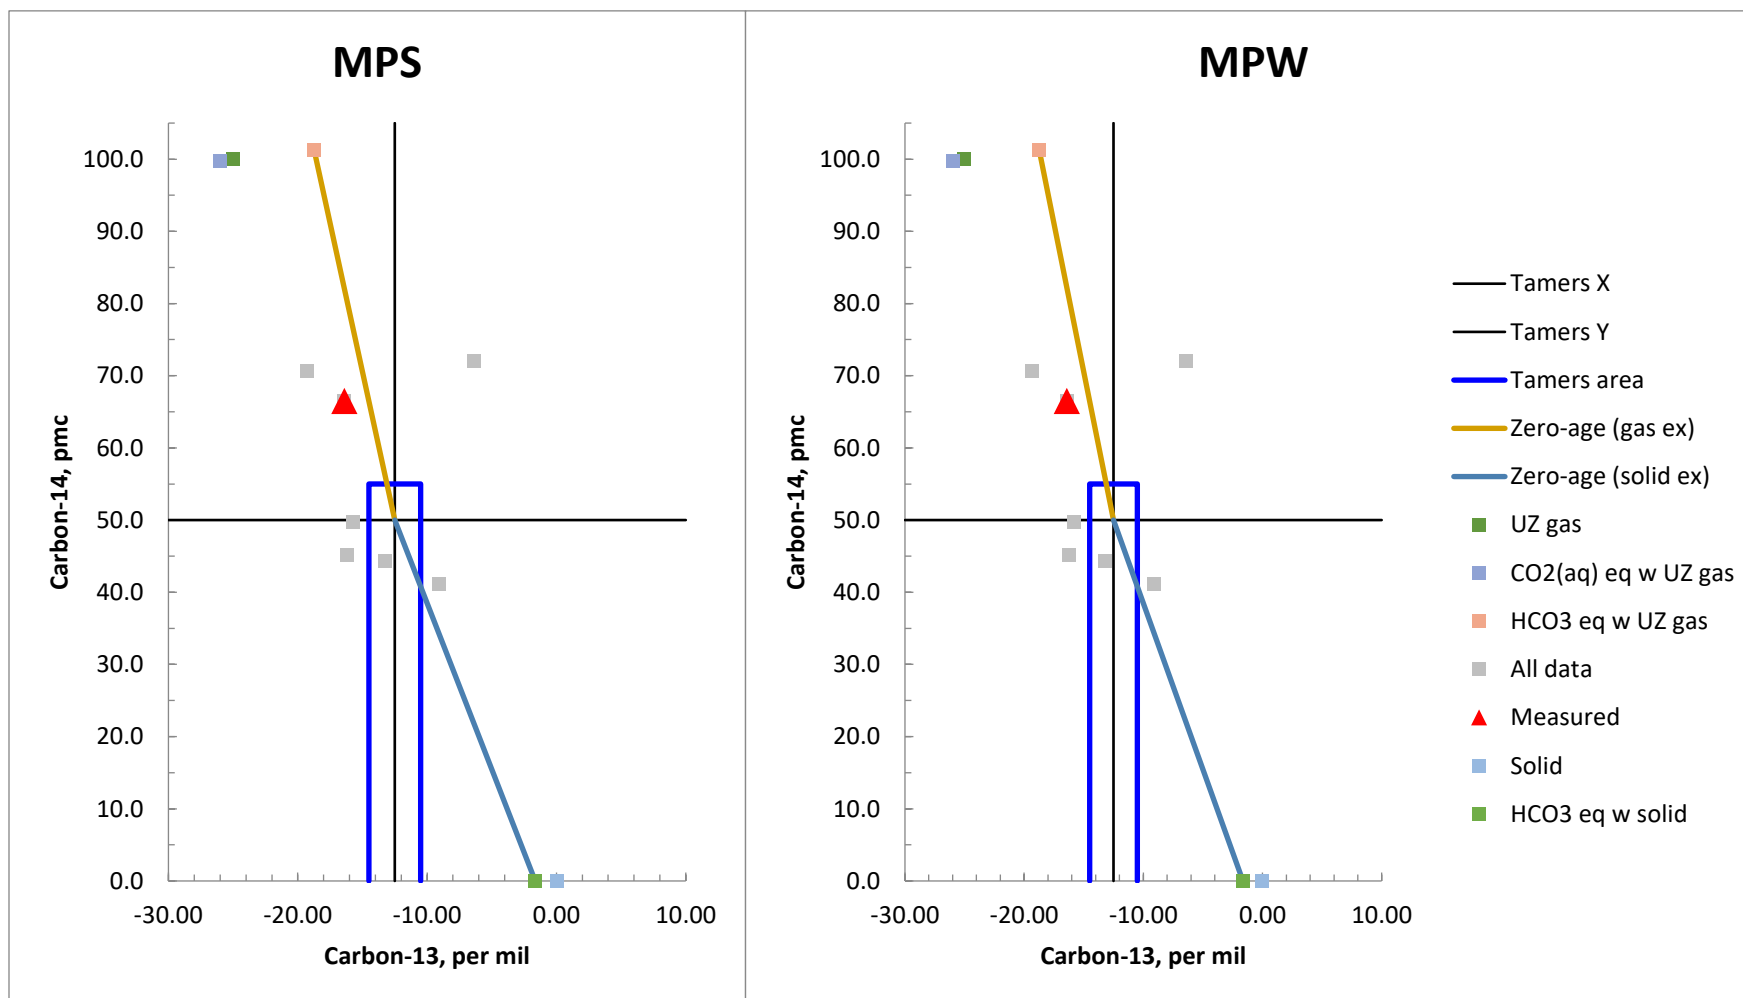 MPS
100.0
90.0
80.0
70.0
60.0
50.0
40.0
30.0
20.0
10.0
0.0
-30.00 -20.00 -10.00 0.00 10.00
Carbon-14, pmc
Carbon-13, per mil
MPW
100.0
90.0
80.0
70.0
60.0
50.0
40.0
30.0
20.0
10.0
0.0
-30.00 -20.00 -10.00 0.00 10.00
Carbon-14, pmc
Carbon-13, per mil
Tamers X
Tamers Y
Tamers area
Zero-age (gas ex)
Zero-age (solid ex)
UZ gas
CO2(aq) eq w UZ gas
HCO3 eq w UZ gas
All data
Measured
Solid
HCO3 eq w solid